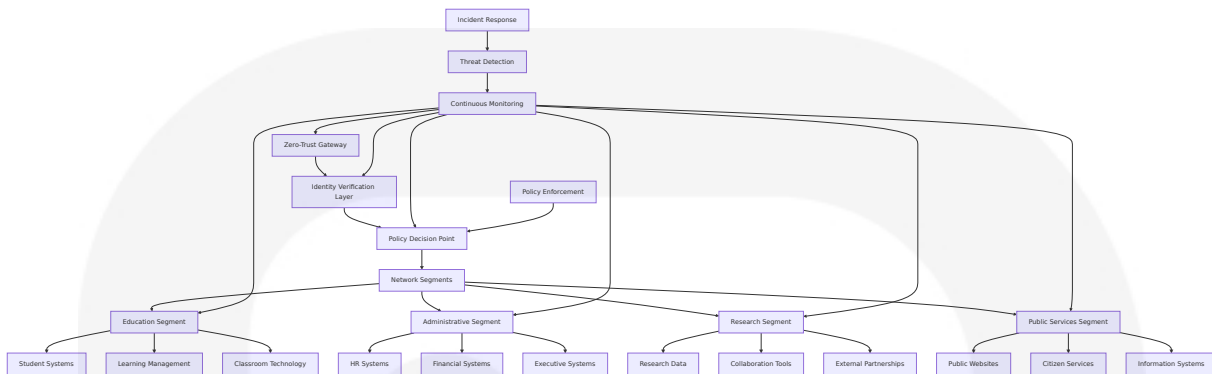 Incident Response
Threat Detection
Continuous Monitoring
Zero-Trust Gateway
Identity Verification
Layer
Policy Enforcement
Policy Decision Point
Network Segments
Education Segment
Administrative Segment
Research Segment
Public Services Segment
Student Systems
Learning Management
Classroom Technology
HR Systems
Financial Systems
Executive Systems
Research Data
Collaboration Tools
External Partnerships
Public Websites
Citizen Services
Information Systems